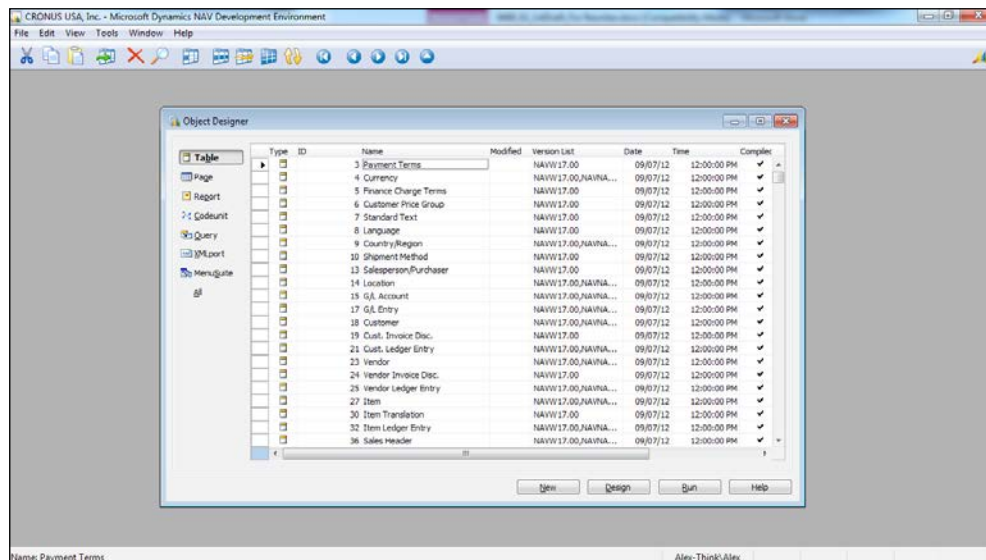 CRONUS USA, Inc. - Microsoft Dynamics NAV Development Environment
File Edit View Tools Window Help
Object Designer
Type ID Name Modified Version List Date Time Compiled
Table
Page
Report
Codeunit
Query
XMLport
MenuSuite
All
3 Payment Terms NAVW17.00 09/07/12 12:00:00 PM
4 Currency NAVW17.00,NAVNA... 09/07/12 12:00:00 PM
5 Finance Charge Terms NAVW17.00 09/07/12 12:00:00 PM
6 Customer Price Group NAVW17.00 09/07/12 12:00:00 PM
7 Standard Text NAVW17.00 09/07/12 12:00:00 PM
8 Language NAVW17.00 09/07/12 12:00:00 PM
9 Country/Region NAVW17.00,NAVNA... 09/07/12 12:00:00 PM
10 Shipment Method NAVW17.00 09/07/12 12:00:00 PM
13 Salesperson/Purchaser NAVW17.00 09/07/12 12:00:00 PM
14 Location NAVW17.00,NAVNA... 09/07/12 12:00:00 PM
15 G/L Account NAVW17.00,NAVNA... 09/07/12 12:00:00 PM
17 G/L Entry NAVW17.00,NAVNA... 09/07/12 12:00:00 PM
18 Customer NAVW17.00,NAVNA... 09/07/12 12:00:00 PM
19 Cust. Invoice Disc. NAVW17.00 09/07/12 12:00:00 PM
21 Cust. Ledger Entry NAVW17.00,NAVNA... 09/07/12 12:00:00 PM
23 Vendor NAVW17.00,NAVNA... 09/07/12 12:00:00 PM
24 Vendor Invoice Disc. NAVW17.00 09/07/12 12:00:00 PM
25 Vendor Ledger Entry NAVW17.00,NAVNA... 09/07/12 12:00:00 PM
27 Item NAVW17.00,NAVNA... 09/07/12 12:00:00 PM
30 Item Translation NAVW17.00 09/07/12 12:00:00 PM
32 Item Ledger Entry NAVW17.00,NAVNA... 09/07/12 12:00:00 PM
36 Sales Header NAVW17.00,NAVNA... 09/07/12 12:00:00 PM
New Design Run Help
Name: Payment Terms Alex-Think\Alex